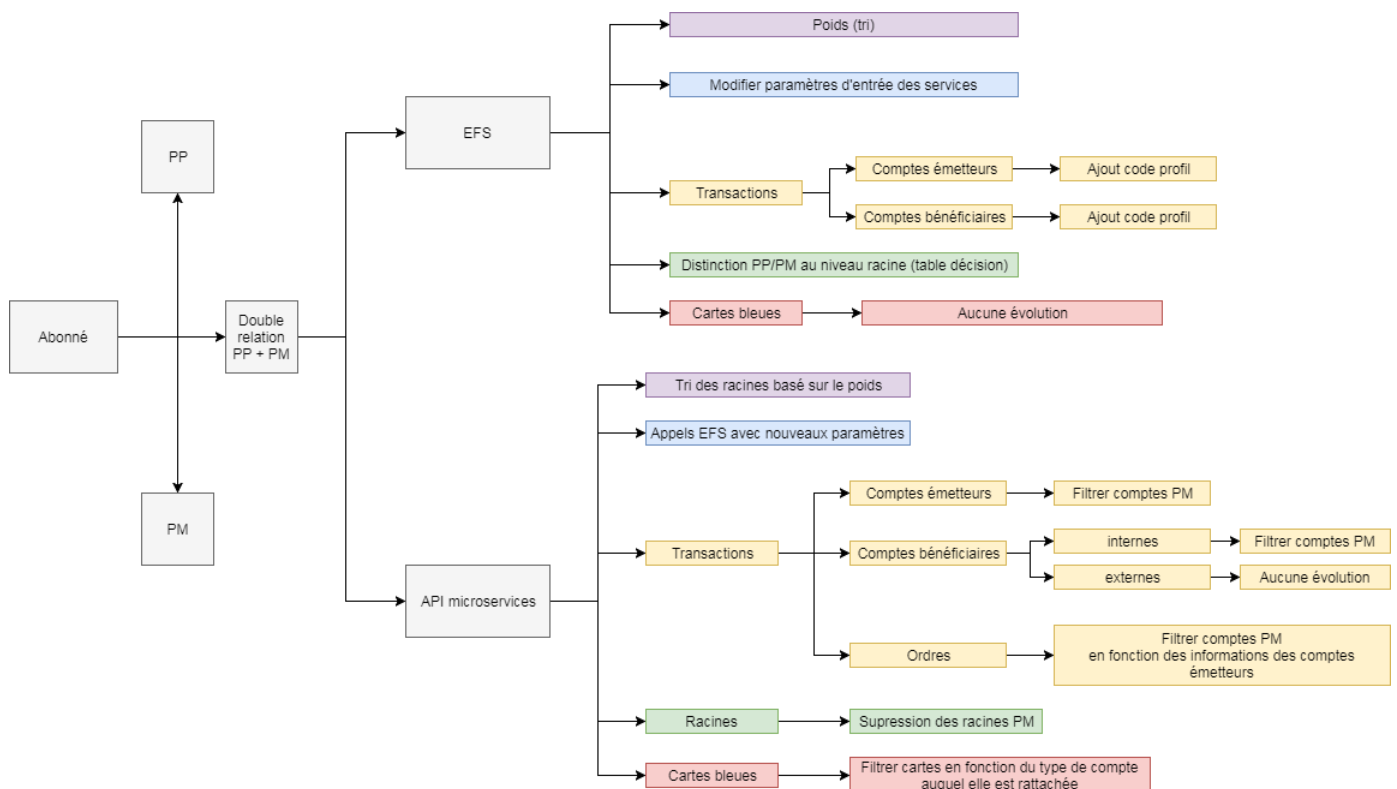 Abonné
PP
PM
Double
relation
PP + PM
EFS
Poids (tri)
Modifier paramètres d'entrée des services
Transactions
Comptes émetteurs
Ajout code profil
Comptes bénéficiaires
Ajout code profil
Distinction PP/PM au niveau racine (table décision)
Cartes bleues
Aucune évolution
API microservices
Tri des racines basé sur le poids
Appels EFS avec nouveaux paramètres
Transactions
Comptes émetteurs
Filtrer comptes PM
Comptes bénéficiaires
internes
Filtrer comptes PM
externes
Aucune évolution
Ordres
Filtrer comptes PM
en fonction des informations des comptes
émetteurs
Racines
Supression des racines PM
Cartes bleues
Filtrer cartes en fonction du type de compte
auquel elle est rattachée